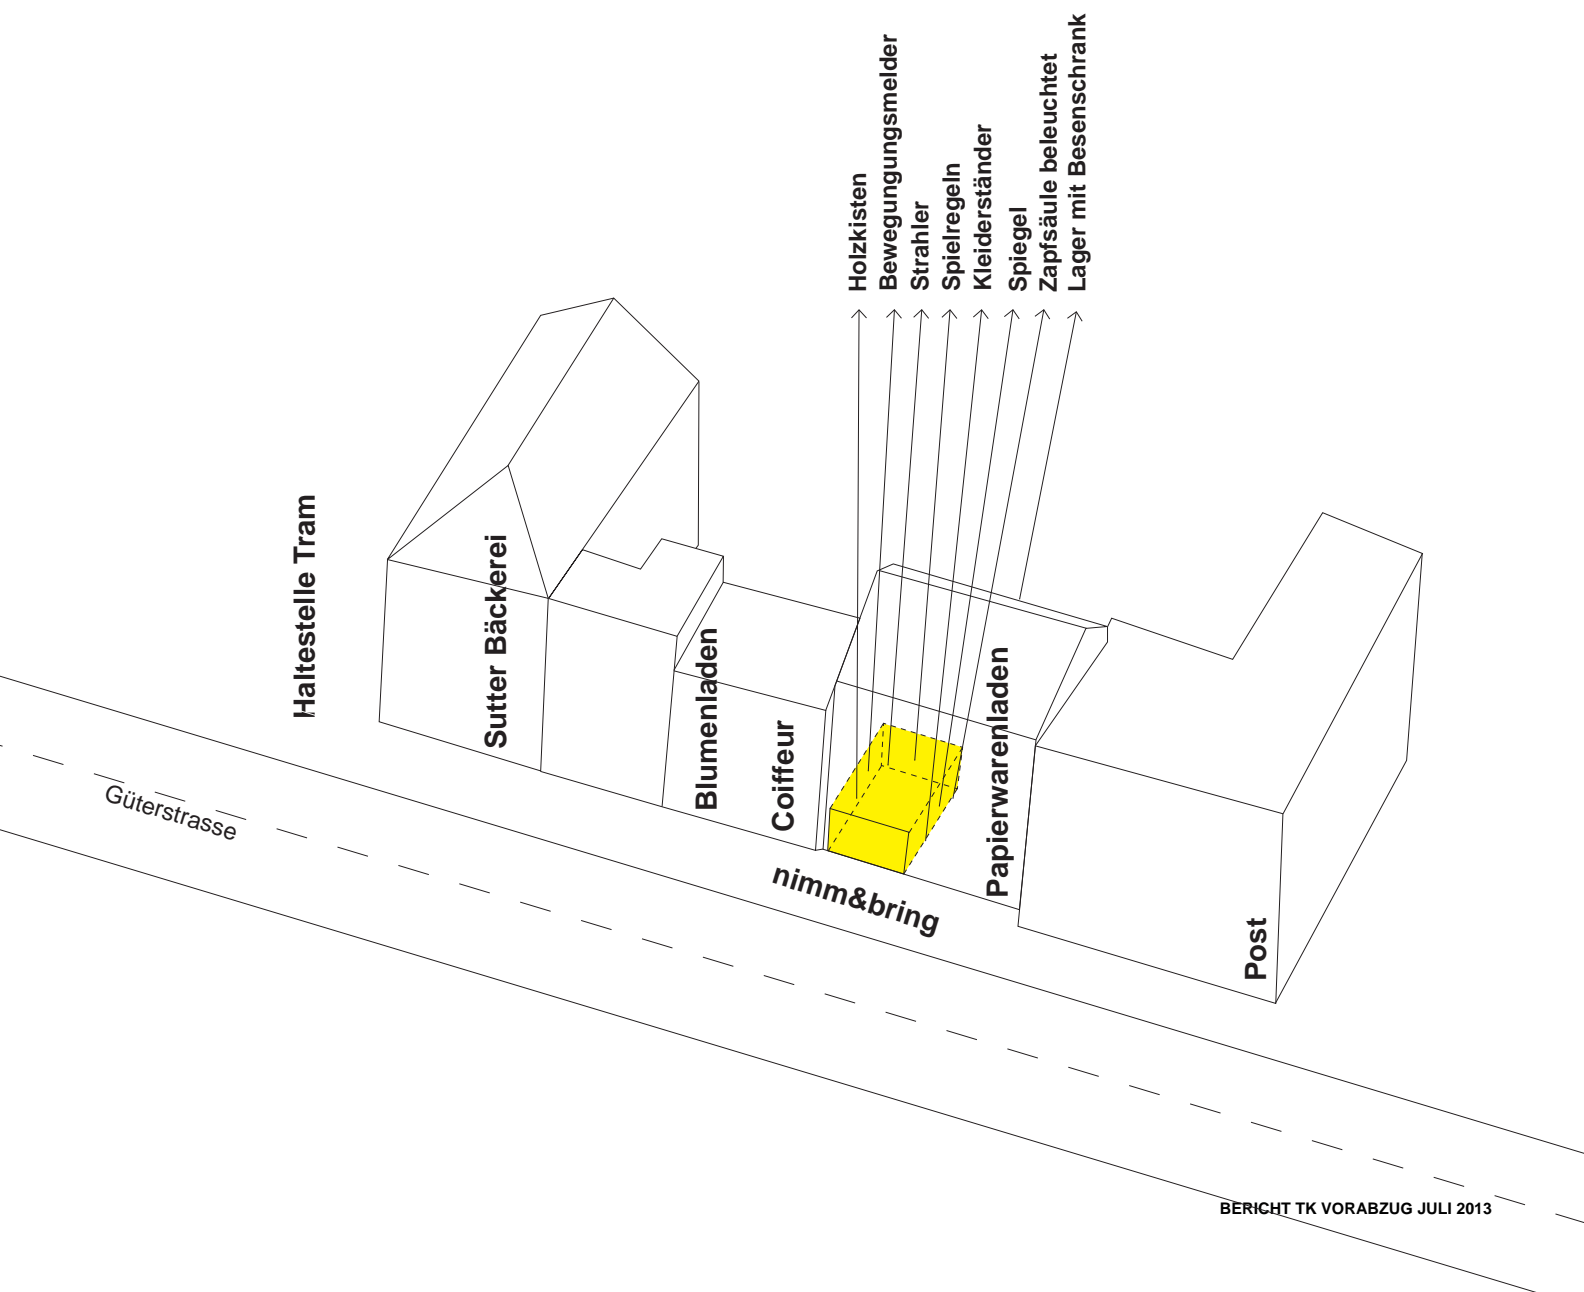 Holzkisten
Bewegungungsmelder
Strahler
Spielregeln
Kleiderständer
Spiegel
Zapfsäule beleuchtet
Lager mit Besenschrank
Haltestelle Tram
Sutter Bäckerei
Blumenladen
Coiffeur
nimm&bring
Papierwarenladen
Post
Güterstrasse
BERICHT TK VORABZUG JULI 2013